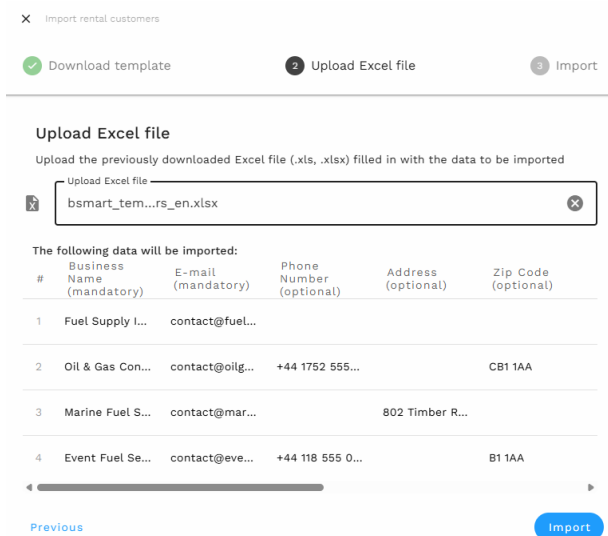 Import rental customers
Download template
2 Upload Excel file
3 Import
Upload Excel file
Upload the previously downloaded Excel file (.xls, .xlsx) filled in with the data to be imported
Upload Excel file
bsmart_tem...rs_en.xlsx
The following data will be imported:
# Business Name (mandatory) E-mail (mandatory) Phone Number (optional) Address (optional) Zip Code (optional)
1 Fuel Supply I... contact@fuel...
2 Oil & Gas Con... contact@oilg... +44 1752 555... CB1 1AA
3 Marine Fuel S... contact@mar... 802 Timber R...
4 Event Fuel Se... contact@eve... +44 118 555 0... B1 1AA
Previous
Import